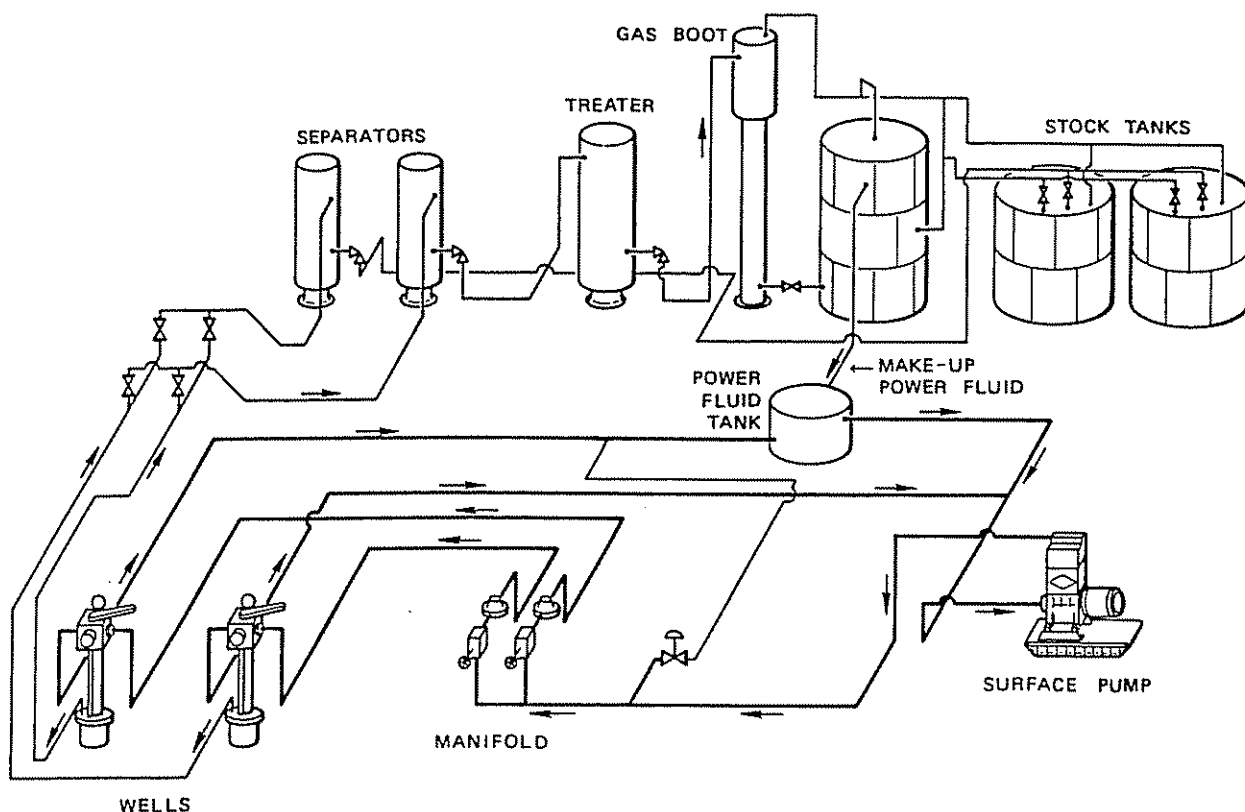 GAS BOOT
TREATER
SEPARATORS
STOCK TANKS
MAKE-UP
POWER FLUID
POWER
FLUID
TANK
SURFACE PUMP
MANIFOLD
WELLS